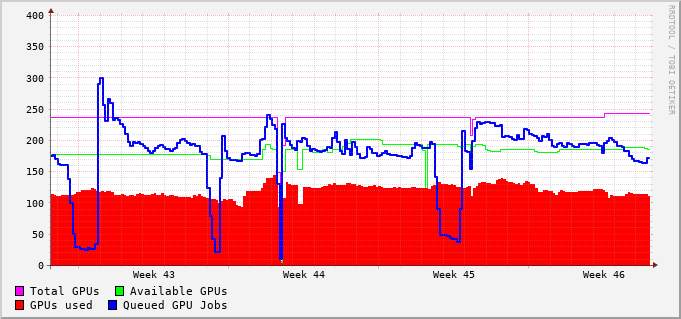 400
350
300
250
200
150
100
50
0
Week 43 Week 44 Week 45 Week 46
Total GPUs Available GPUs
GPUs used Queued GPU Jobs
RRDTOOL / TOBI OETIKER